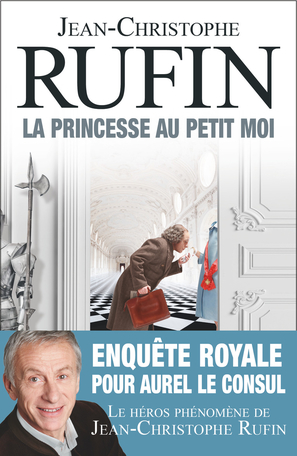 JEAN-CHRISTOPHE
RUFIN
LA PRINCESSE AU PETIT MOI
ENQUÊTE ROYALE
POUR AUREL LE CONSUL
LE HÉROS PHÉNOMÈNE DE
JEAN-CHRISTOPHE RUFIN